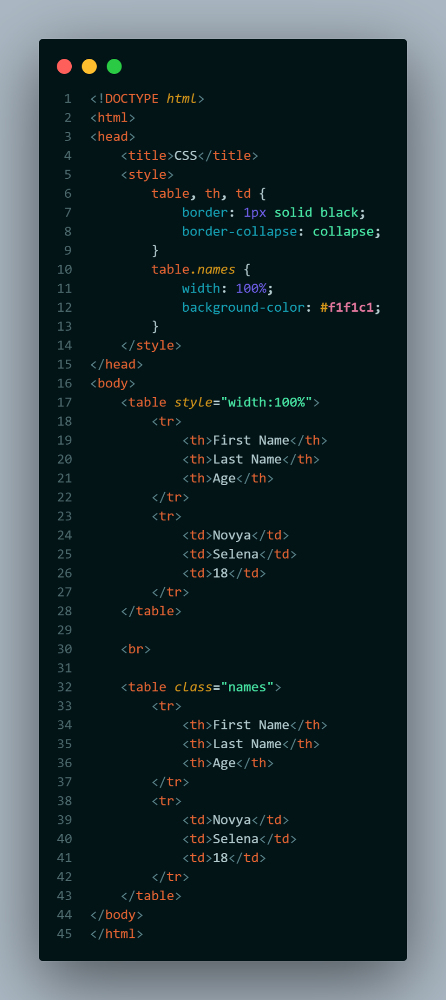 1 <!DOCTYPE html>
2 <html>
3 <head>
4     <title>CSS</title>
5     <style>
6         table, th, td {
7             border: 1px solid black;
8             border-collapse: collapse;
9         }
10         table.names {
11             width: 100%;
12             background-color: #f1f1c1;
13         }
14     </style>
15 </head>
16 <body>
17     <table style="width:100%">
18         <tr>
19             <th>First Name</th>
20             <th>Last Name</th>
21             <th>Age</th>
22         </tr>
23         <tr>
24             <td>Novya</td>
25             <td>Selena</td>
26             <td>18</td>
27         </tr>
28     </table>
29
30     <br>
31
32     <table class="names">
33         <tr>
34             <th>First Name</th>
35             <th>Last Name</th>
36             <th>Age</th>
37         </tr>
38         <tr>
39             <td>Novya</td>
40             <td>Selena</td>
41             <td>18</td>
42         </tr>
43     </table>
44 </body>
45 </html>